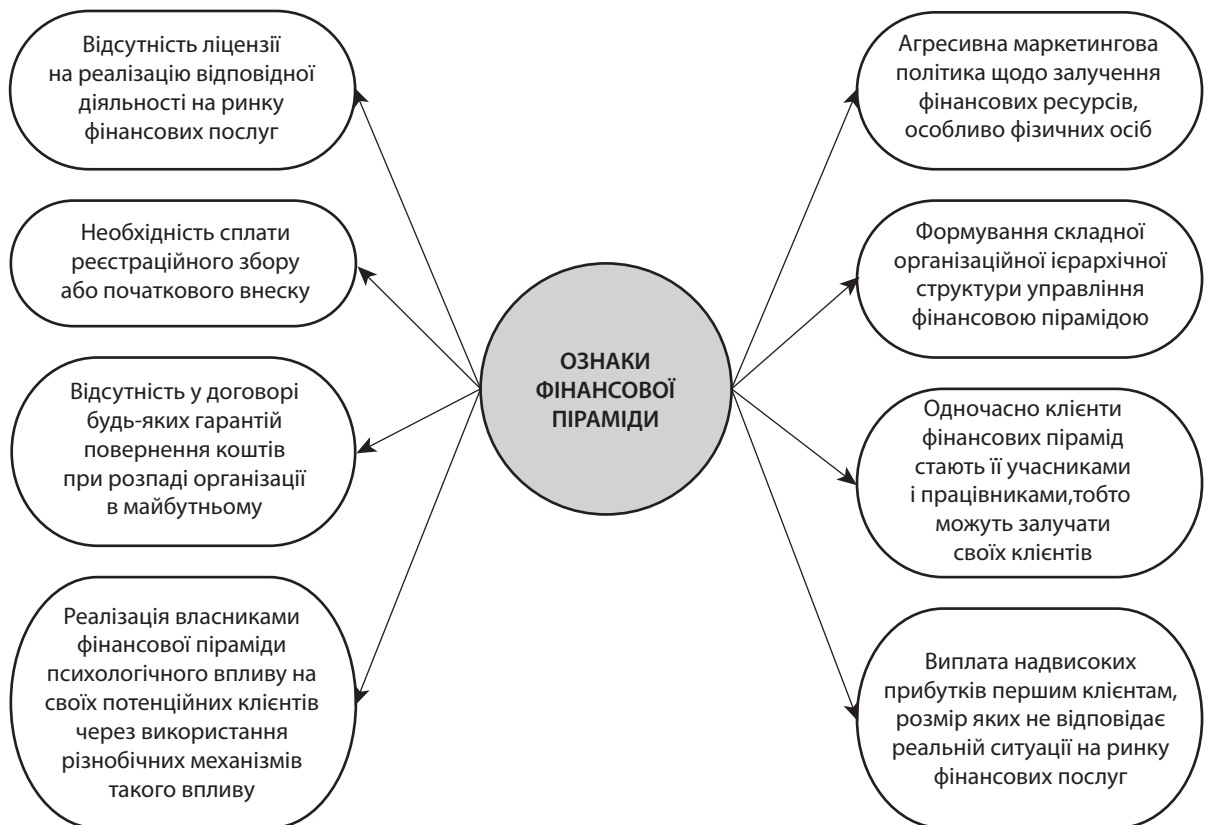 Відсутність ліцензії
на реалізацію відповідної
діяльності на ринку
фінансових послуг
Необхідність сплати
реєстраційного збору
або початкового внеску
Відсутність у договорі
будь-яких гарантій
повернення коштів
при розпаді організації
в майбутньому
Реалізація власниками
фінансової піраміди
психологічного впливу на
своїх потенційних клієнтів
через використання
різнобічних механізмів
такого впливу
ОЗНАКИ
ФІНАНСОВОЇ
ПІРАМІДИ
Агресивна маркетингова
політика щодо залучення
фінансових ресурсів,
особливо фізичних осіб
Формування складної
організаційної ієрархічної
структури управління
фінансовою пірамідою
Одночасно клієнти
фінансових пірамід
стають її учасниками
і працівниками,тобто
можуть залучати
своїх клієнтів
Виплата надвисоких
прибутків першим клієнтам,
розмір яких не відповідає
реальній ситуації на ринку
фінансових послуг